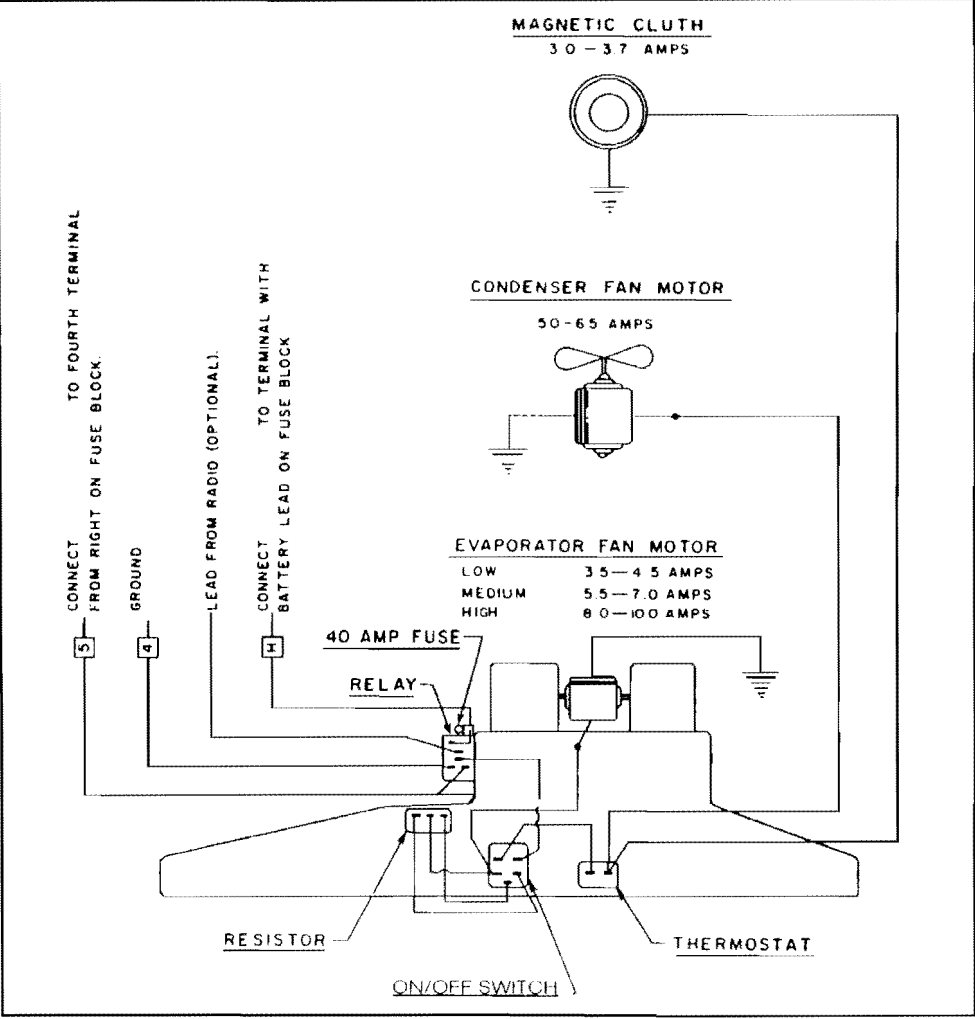 MAGNETIC CLUTH
3.0 — 3.7 AMPS
CONDENSER FAN MOTOR
5.0-6.5 AMPS
EVAPORATOR FAN MOTOR
LOW 3.5 — 4.5 AMPS
MEDIUM 5.5 — 7.0 AMPS
HIGH 8.0 — 10.0 AMPS
CONNECT TO FOURTH TERMINAL
FROM RIGHT ON FUSE BLOCK.
5
GROUND
4
LEAD FROM RADIO (OPTIONAL).
CONNECT TO TERMINAL WITH
BATTERY LEAD ON FUSE BLOCK
H
40 AMP FUSE
RELAY
RESISTOR
THERMOSTAT
ON/OFF SWITCH